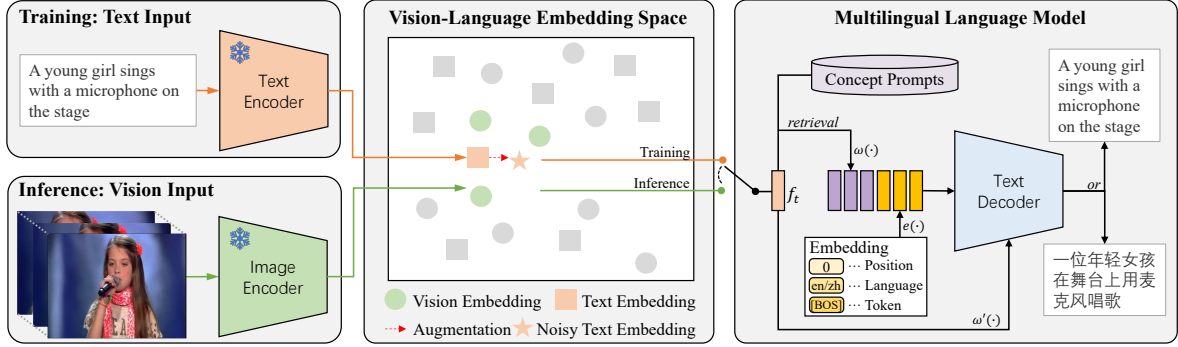 Training: Text Input
A young girl sings
with a microphone on
the stage
Text
Encoder
Inference: Vision Input
Image
Encoder
Vision-Language Embedding Space
Training
Inference
Vision Embedding
Text Embedding
Augmentation
Noisy Text Embedding
Multilingual Language Model
Concept Prompts
retrieval
ω(·)
f_t
e(·)
Embedding
0 ··· Position
en/zh ··· Language
[BOS] ··· Token
Text
Decoder
ω'(·)
or
A young girl
sings with a
microphone
on the stage
一位年轻女孩
在舞台上用麦
克风唱歌